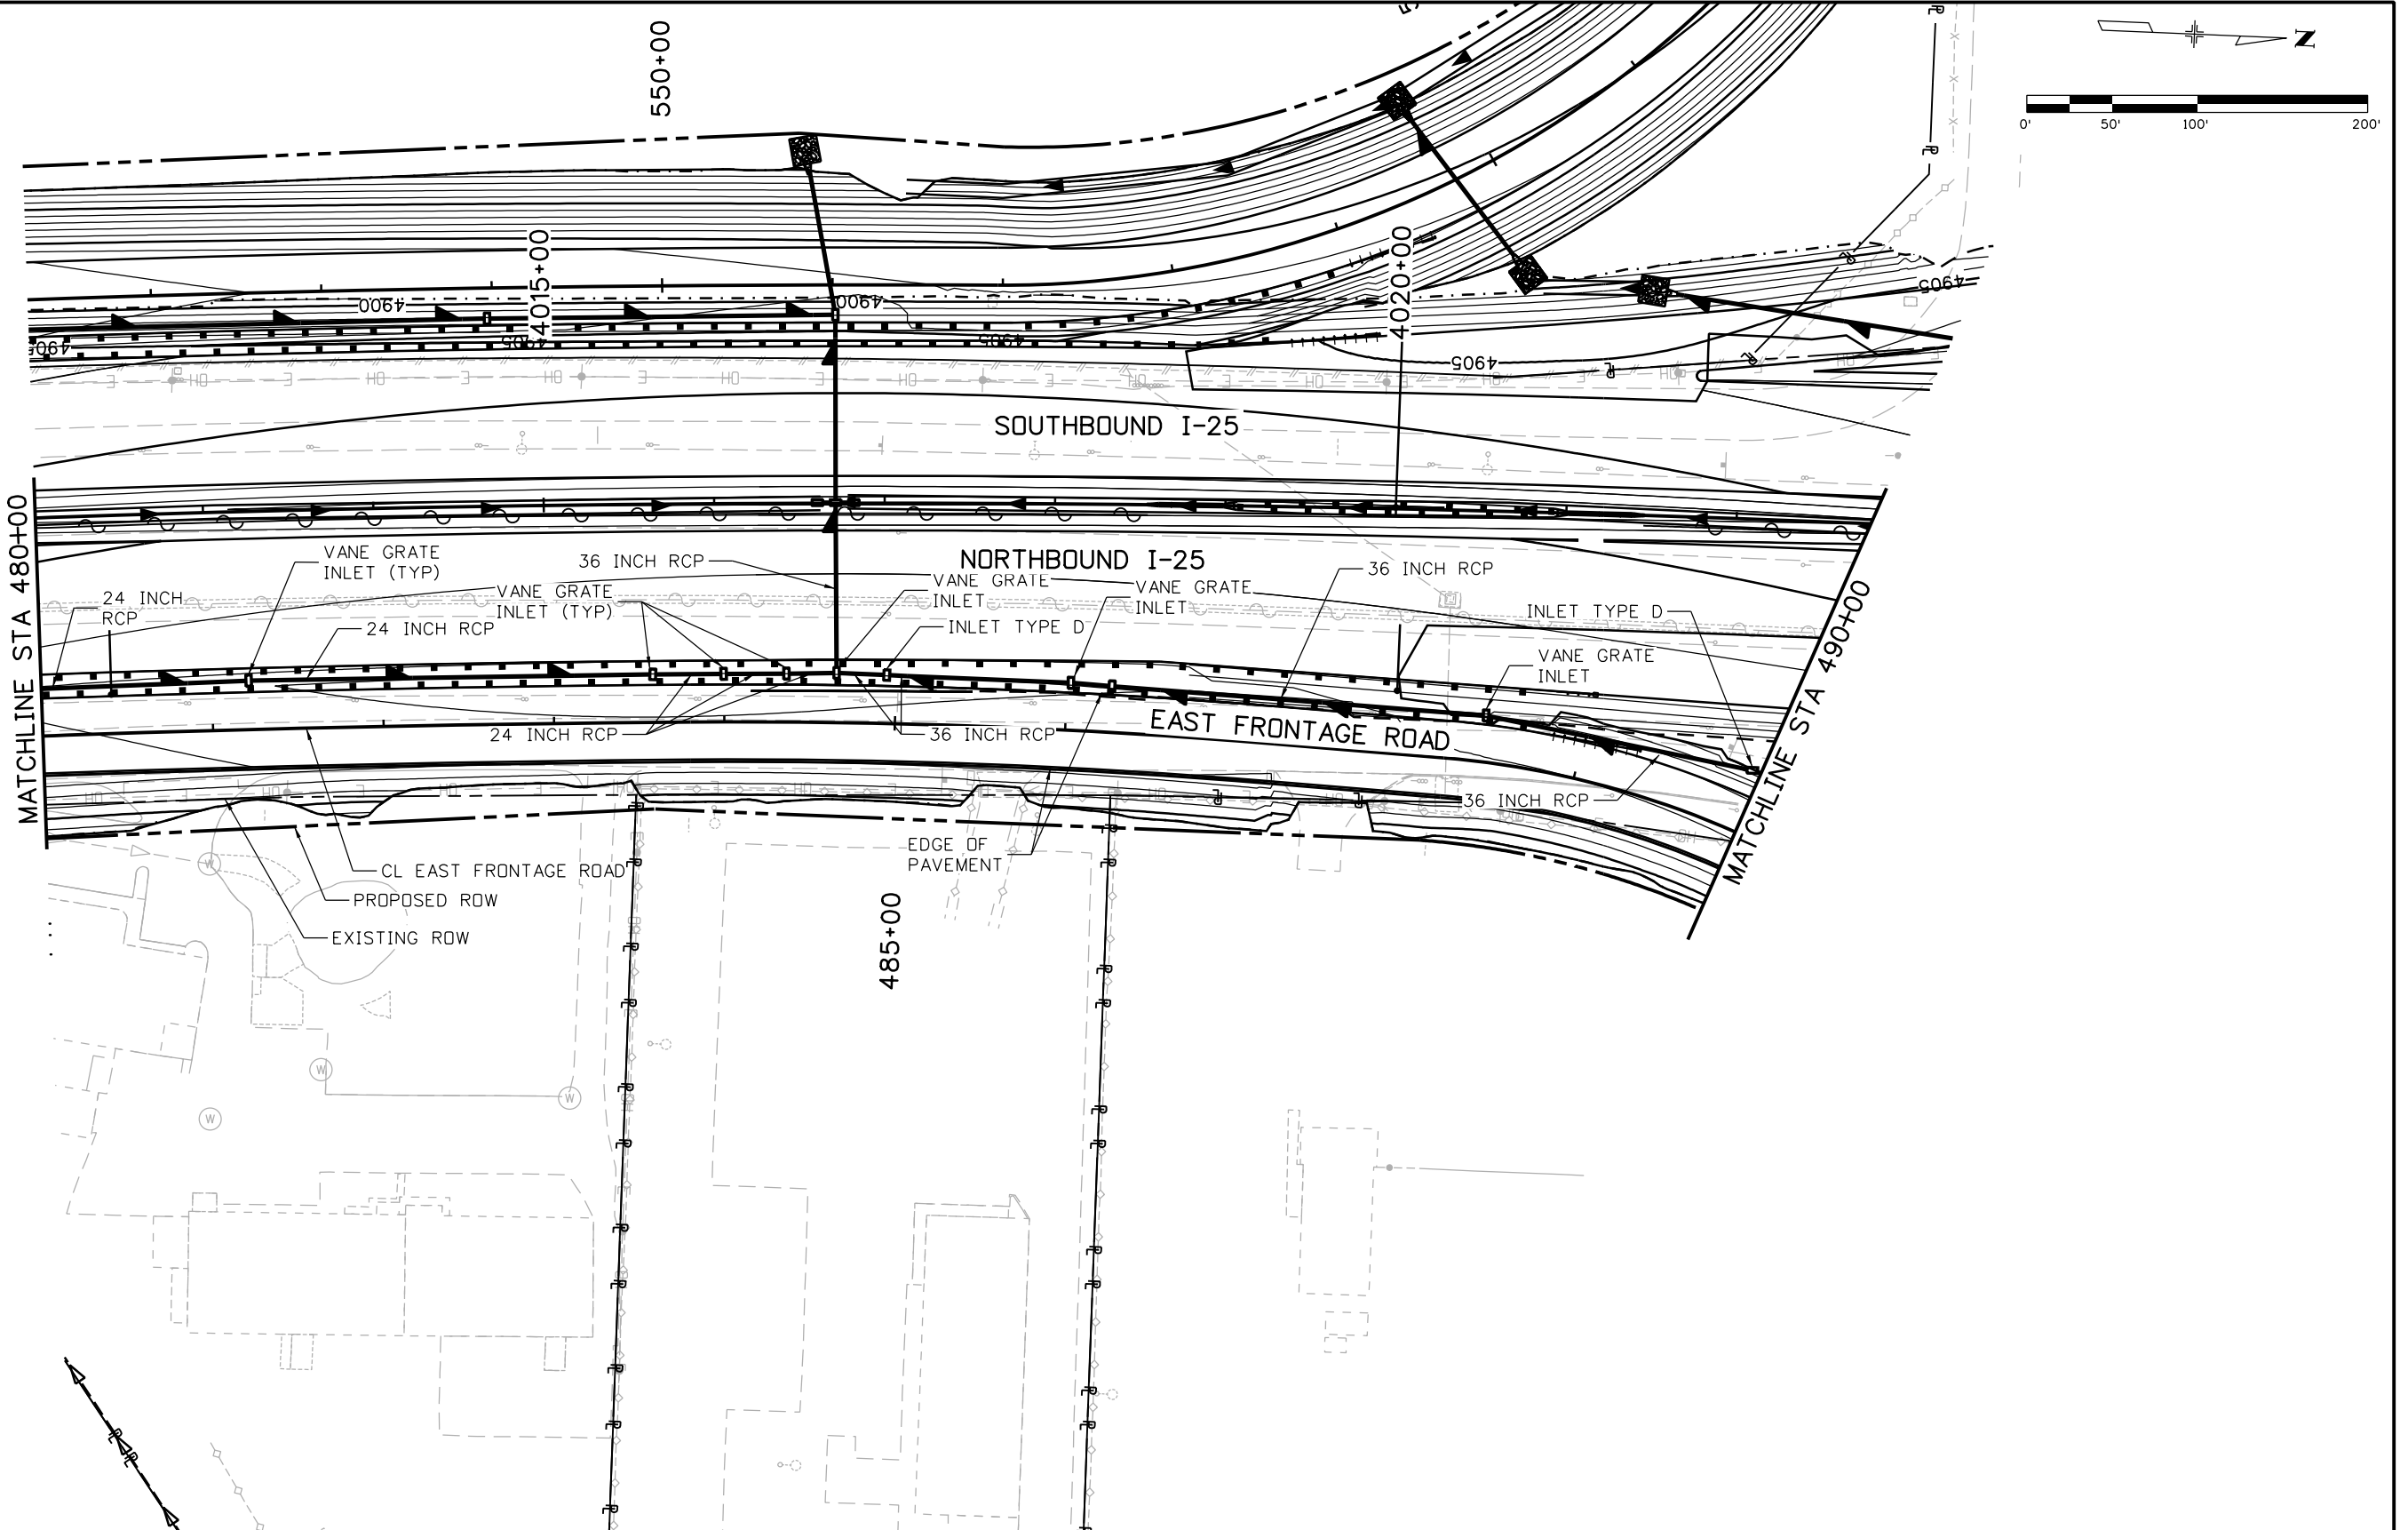 550+00
N
0' 50' 100' 200'
4015+00
4020+00
4900
4900
4905
4905
4905
4905
4905
SOUTHBOUND I-25
NORTHBOUND I-25
MATCHLINE STA 480+00
MATCHLINE STA 490+00
VANE GRATE
INLET (TYP)
36 INCH RCP
24 INCH
RCP
24 INCH RCP
VANE GRATE
INLET (TYP)
VANE GRATE
INLET
VANE GRATE
INLET
INLET TYPE D
36 INCH RCP
INLET TYPE D
VANE GRATE
INLET
24 INCH RCP
36 INCH RCP
EAST FRONTAGE ROAD
36 INCH RCP
EDGE OF
PAVEMENT
CL EAST FRONTAGE ROAD
PROPOSED ROW
EXISTING ROW
485+00
W
W
W
W